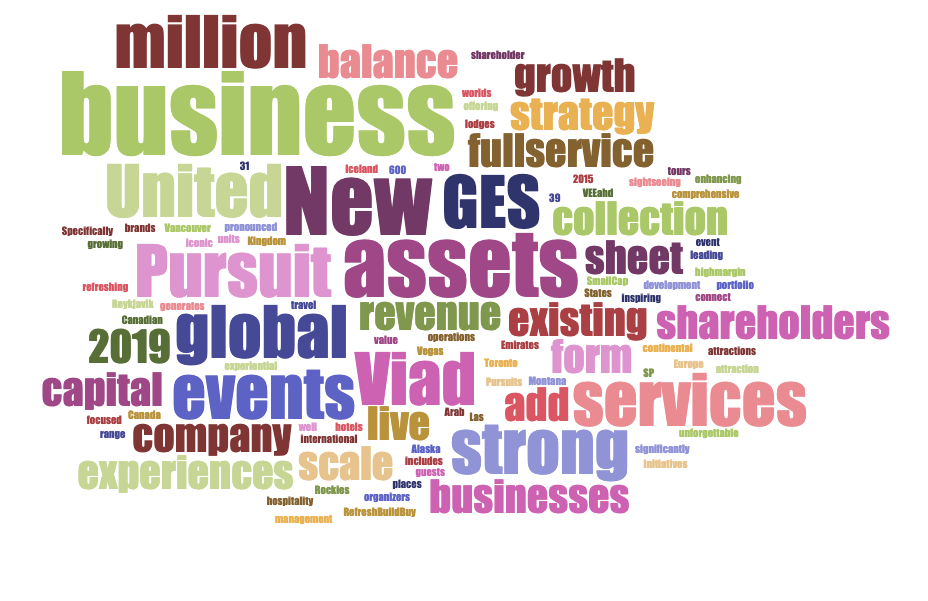 million
balance
shareholder
growth
business
worlds
offering
strategy
lodges
fullservice
31
Iceland
600
two
tours
United
New
GES
39
2015
sightseeing
enhancing
VEEahd
comprehensive
collection
Specifically
brands
Vancouver
pronounced
growing
iconic
units
Kingdom
event
leading
Pursuit
assets
sheet
highmargin
SmallCap
development
portfolio
refreshing
States
inspiring
connect
Reykjavik
generates
travel
Canadian
global
revenue
existing
shareholders
2019
value
operations
Emirates
form
continental
attractions
Vegas
experiential
Toronto
Europe
attraction
SP
Viad
capital
events
Pursuits
Montana
add
services
focused
Canada
live
Arab
Las
range
company
well
hotels
international
strong
unforgettable
Alaska
significantly
experiences
scale
includes
initiatives
guests
places
Rockies
organizers
businesses
hospitality
management
RefreshBuildBuy